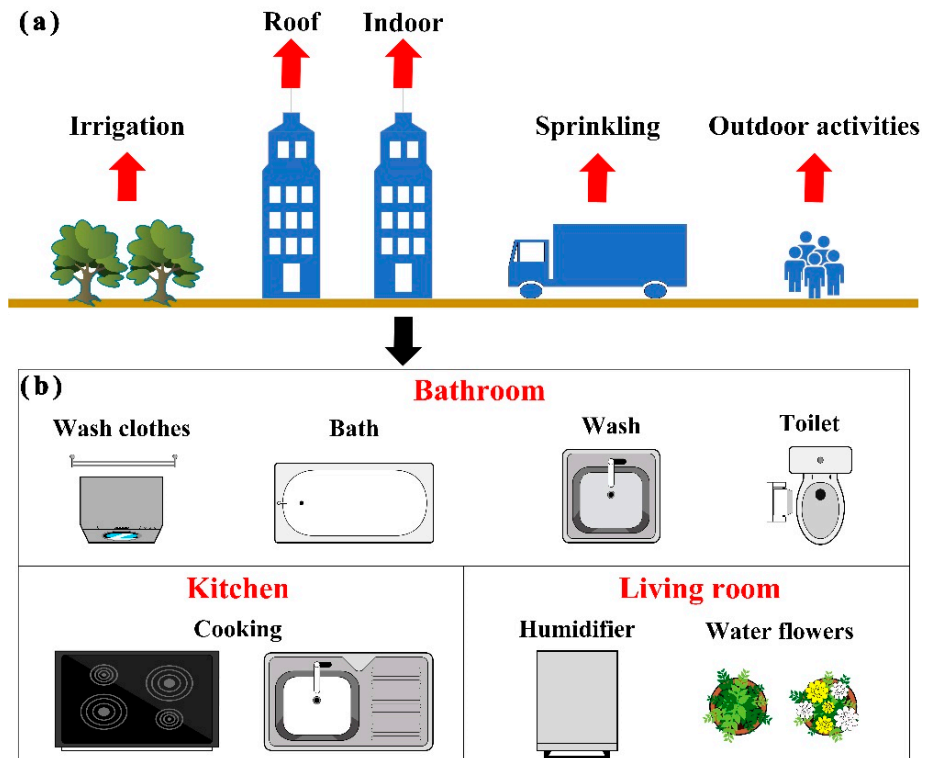 (a)
Roof
Indoor
Irrigation
Sprinkling
Outdoor activities
(b)
Bathroom
Wash clothes
Bath
Wash
Toilet
Kitchen
Living room
Cooking
Humidifier
Water flowers